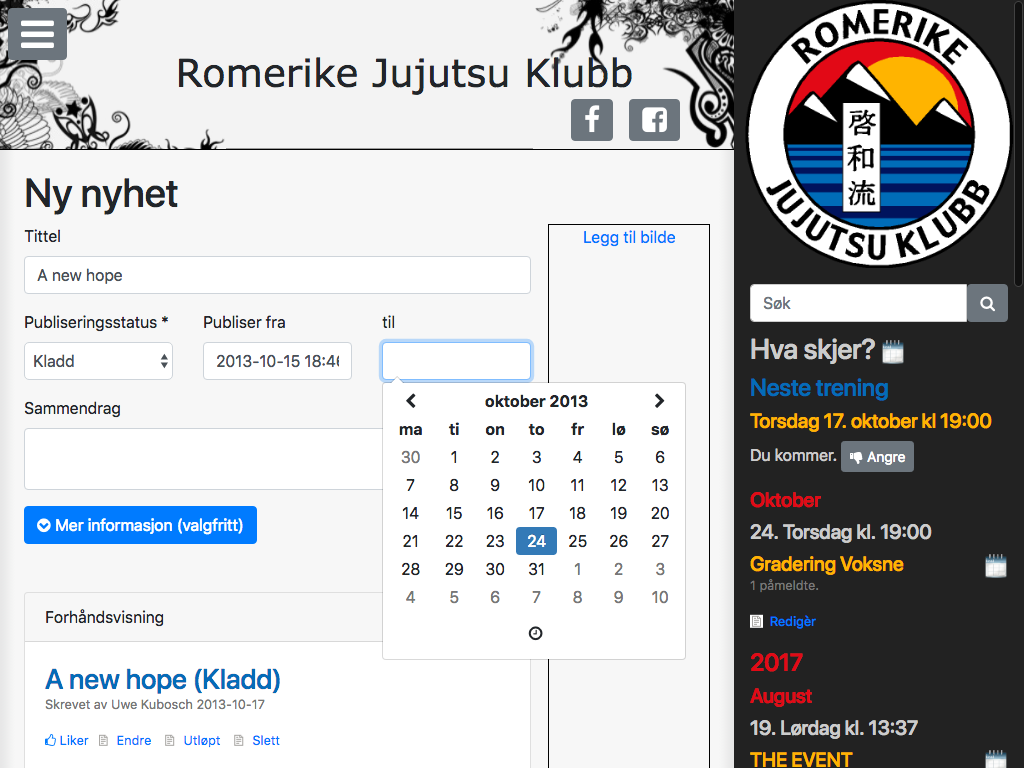 Romerike Jujutsu Klubb
Ny nyhet
Tittel
A new hope
Publiseringsstatus *
Publiser fra
til
Kladd
2013-10-15 18:46
Sammendrag
Mer informasjon (valgfritt)
Legg til bilde
oktober 2013
ma ti on to fr lø sø
30 1 2 3 4 5 6
7 8 9 10 11 12 13
14 15 16 17 18 19 20
21 22 23 24 25 26 27
28 29 30 31 1 2 3
4 5 6 7 8 9 10
Forhåndsvisning
A new hope (Kladd)
Skrevet av Uwe Kubosch 2013-10-17
Liker Endre Utløpt Slett
ROMERIKE
啓和流
JUJUTSU KLUBB
Søk
Hva skjer?
Neste trening
Torsdag 17. oktober kl 19:00
Du kommer. Angre
Oktober
24. Torsdag kl. 19:00
Gradering Voksne
1 påmeldte.
Redigèr
2017
August
19. Lørdag kl. 13:37
THE EVENT